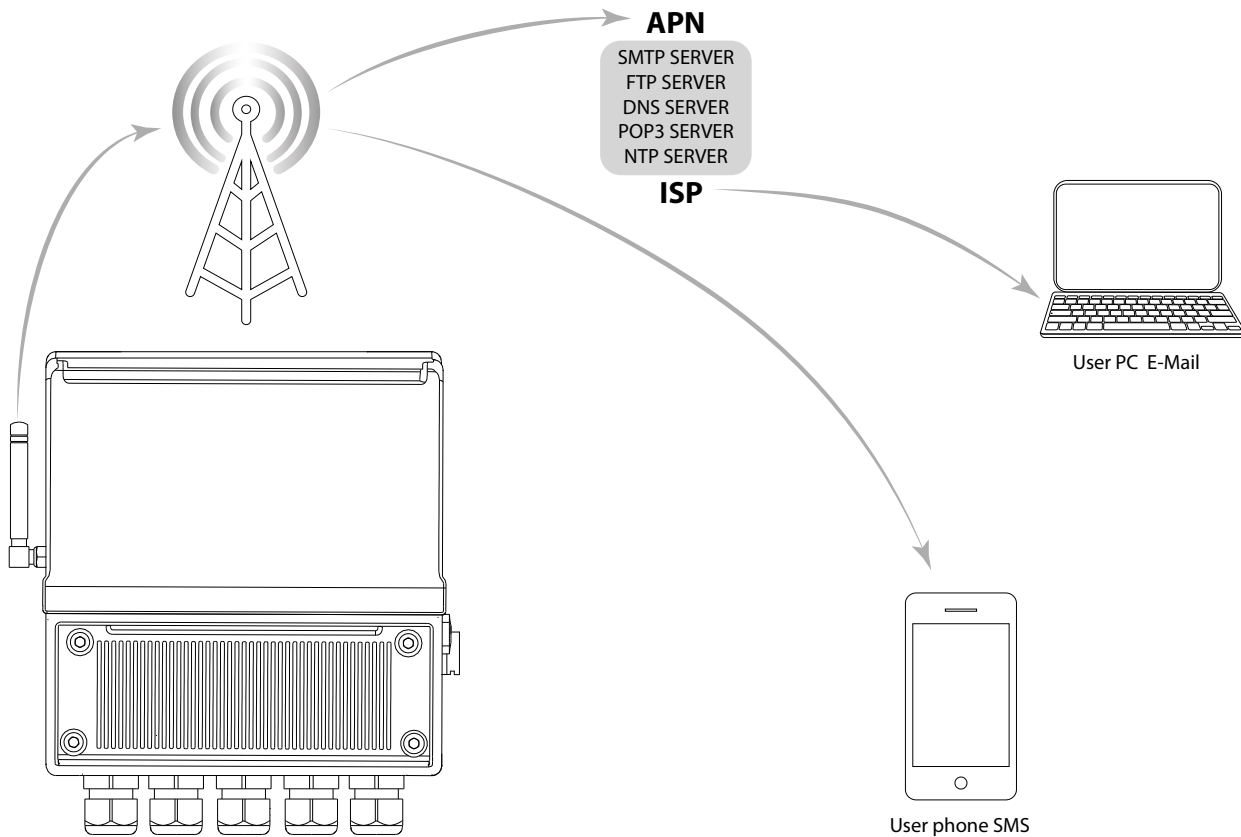 APN
SMTP SERVER
FTP SERVER
DNS SERVER
POP3 SERVER
NTP SERVER
ISP
User PC E-Mail
User phone SMS